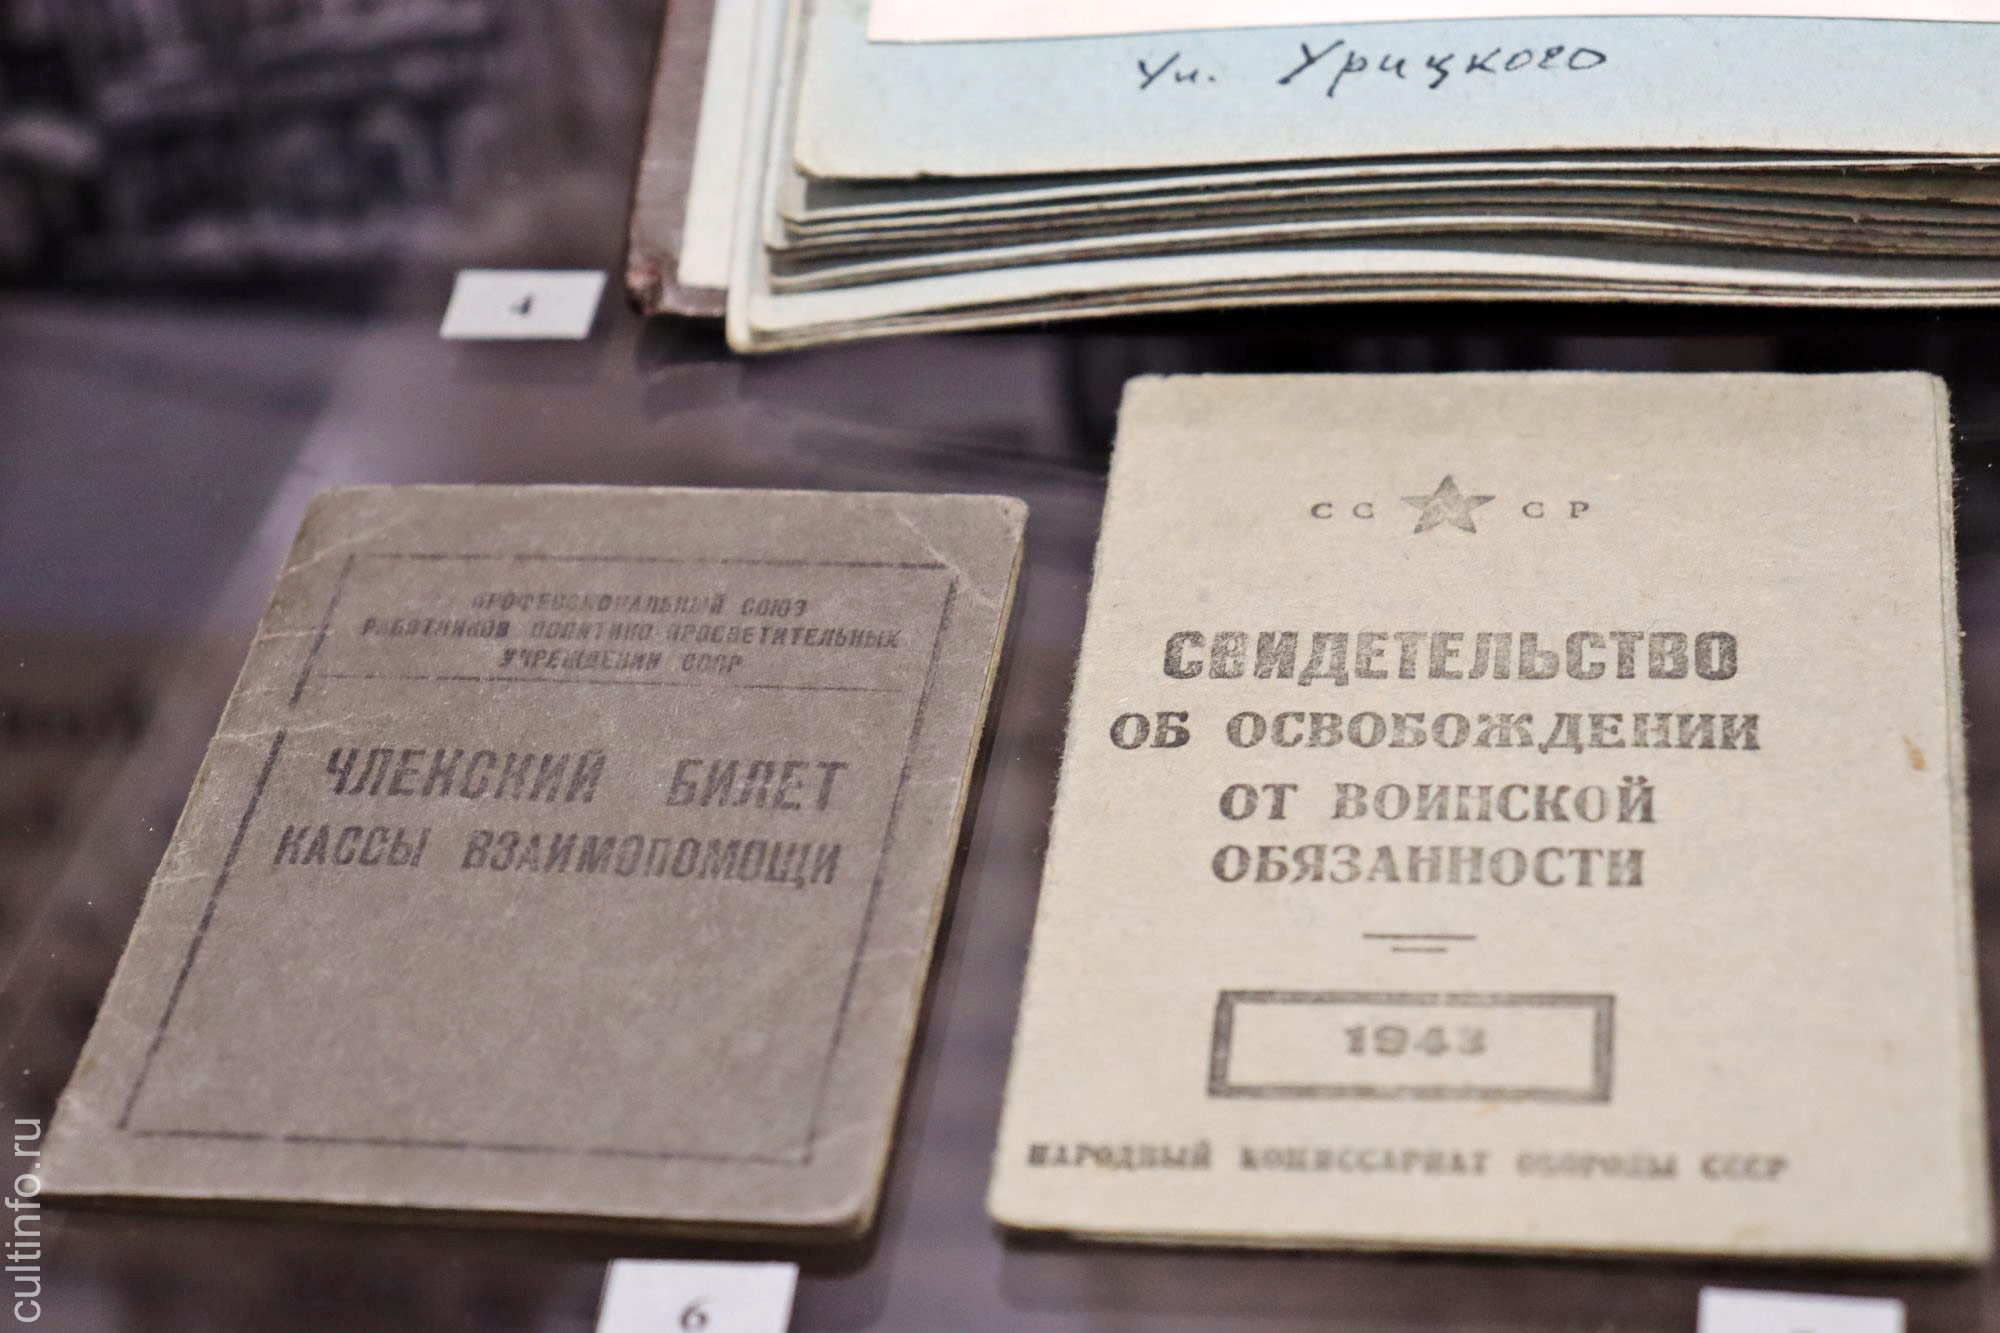 ул. Урицкого
4
ПРОФЕССИОНАЛЬНЫЙ СОЮЗ
РАБОТНИКОВ ПОЛИТИКО-ПРОСВЕТИТЕЛЬНЫХ
УЧРЕЖДЕНИЙ СССР
ЧЛЕНСКИЙ БИЛЕТ
КАССЫ ВЗАИМОПОМОЩИ
6
СС СР
СВИДЕТЕЛЬСТВО
ОБ ОСВОБОЖДЕНИИ
ОТ ВОИНСКОЙ
ОБЯЗАННОСТИ
1943
НАРОДНЫЙ КОМИССАРИАТ ОБОРОНЫ СССР
cultinfo.ru